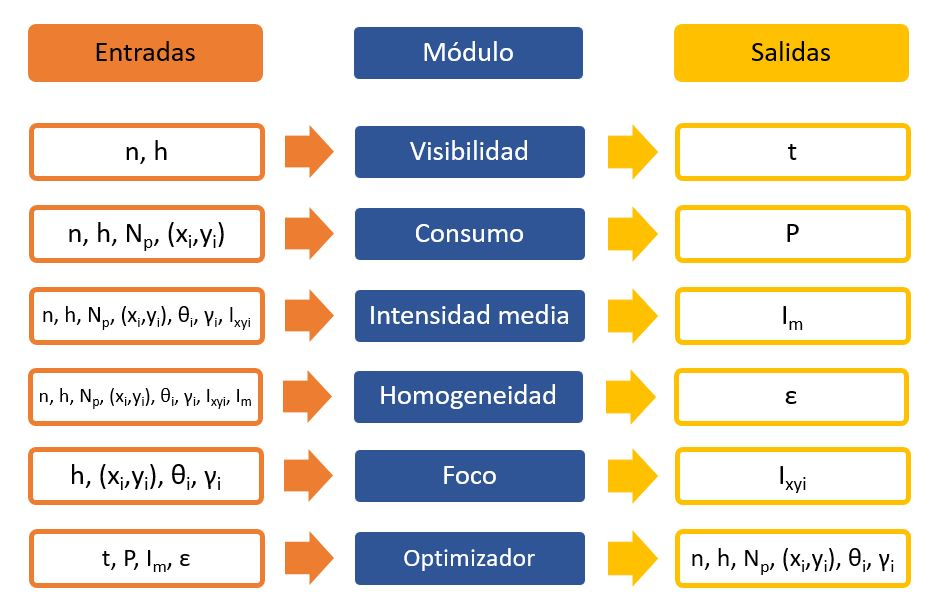 Entradas Módulo Salidas
n, h Visibilidad t
n, h, Nₚ, (xᵢ,yᵢ) Consumo P
n, h, Nₚ, (xᵢ,yᵢ), θᵢ, γᵢ, Iₓyᵢ Intensidad media Iₘ
n, h, Nₚ, (xᵢ,yᵢ), θᵢ, γᵢ, Iₓyᵢ, Iₘ Homogeneidad ε
h, (xᵢ,yᵢ), θᵢ, γᵢ Foco Iₓyᵢ
t, P, Iₘ, ε Optimizador n, h, Nₚ, (xᵢ,yᵢ), θᵢ, γᵢ